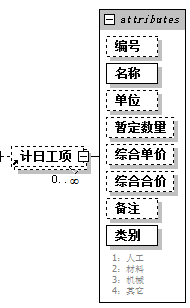 attributes
编号
名称
单位
暂定数量
综合单价
综合合价
备注
类别
1：人工
2：材料
3：机械
4：其它
计日工项
0..∞